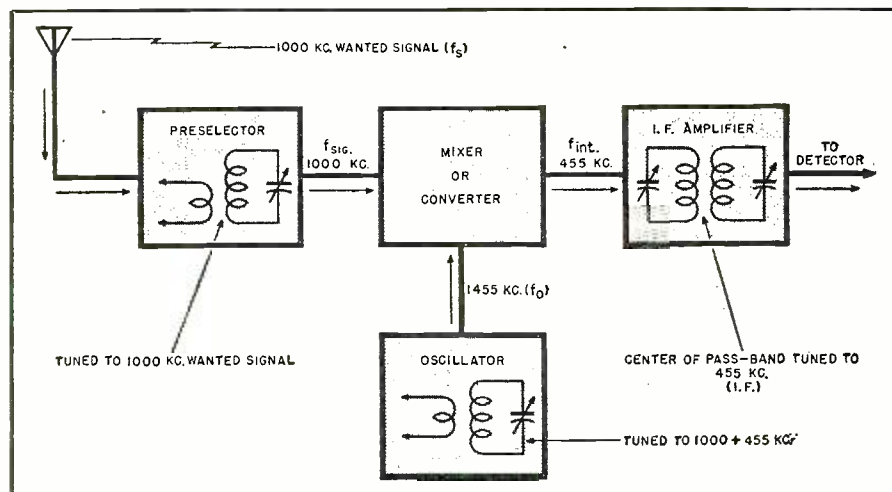 1000 KC. WANTED SIGNAL (fs)
PRESELECTOR
fSIG.
1000 KC.
MIXER
OR
CONVERTER
fint.
455 KC.
I.F. AMPLIFIER
TO
DETECTOR
1455 KC. (fO)
TUNED TO 1000 KC. WANTED SIGNAL
OSCILLATOR
TUNED TO 1000 + 455 KC.
CENTER OF PASS-BAND TUNED TO
455 KC.
(I.F.)